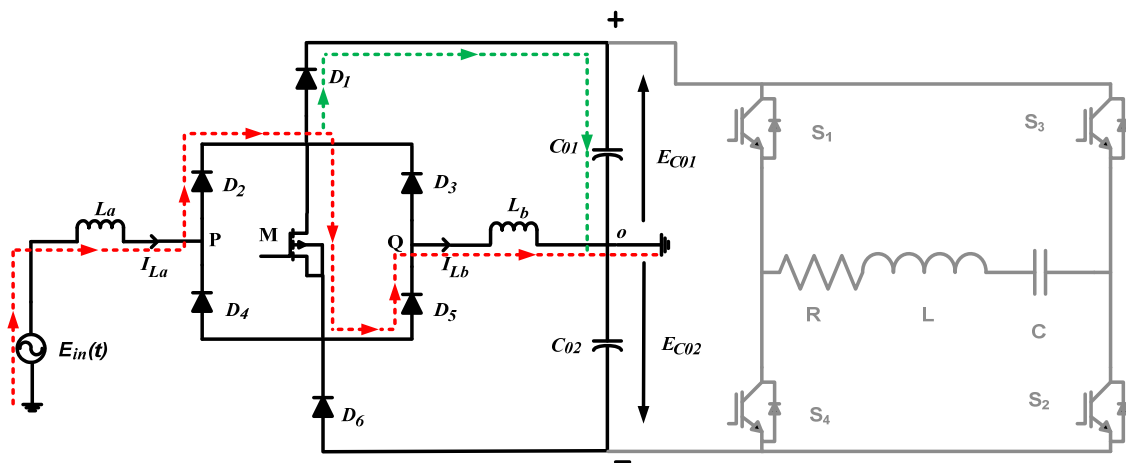 +
D1
C01
EC01
S1
S3
D2
D3
La
Lb
P
M
Q
o
ILa
ILb
D4
D5
R
L
C
Ein(t)
C02
EC02
D6
S4
S2
−